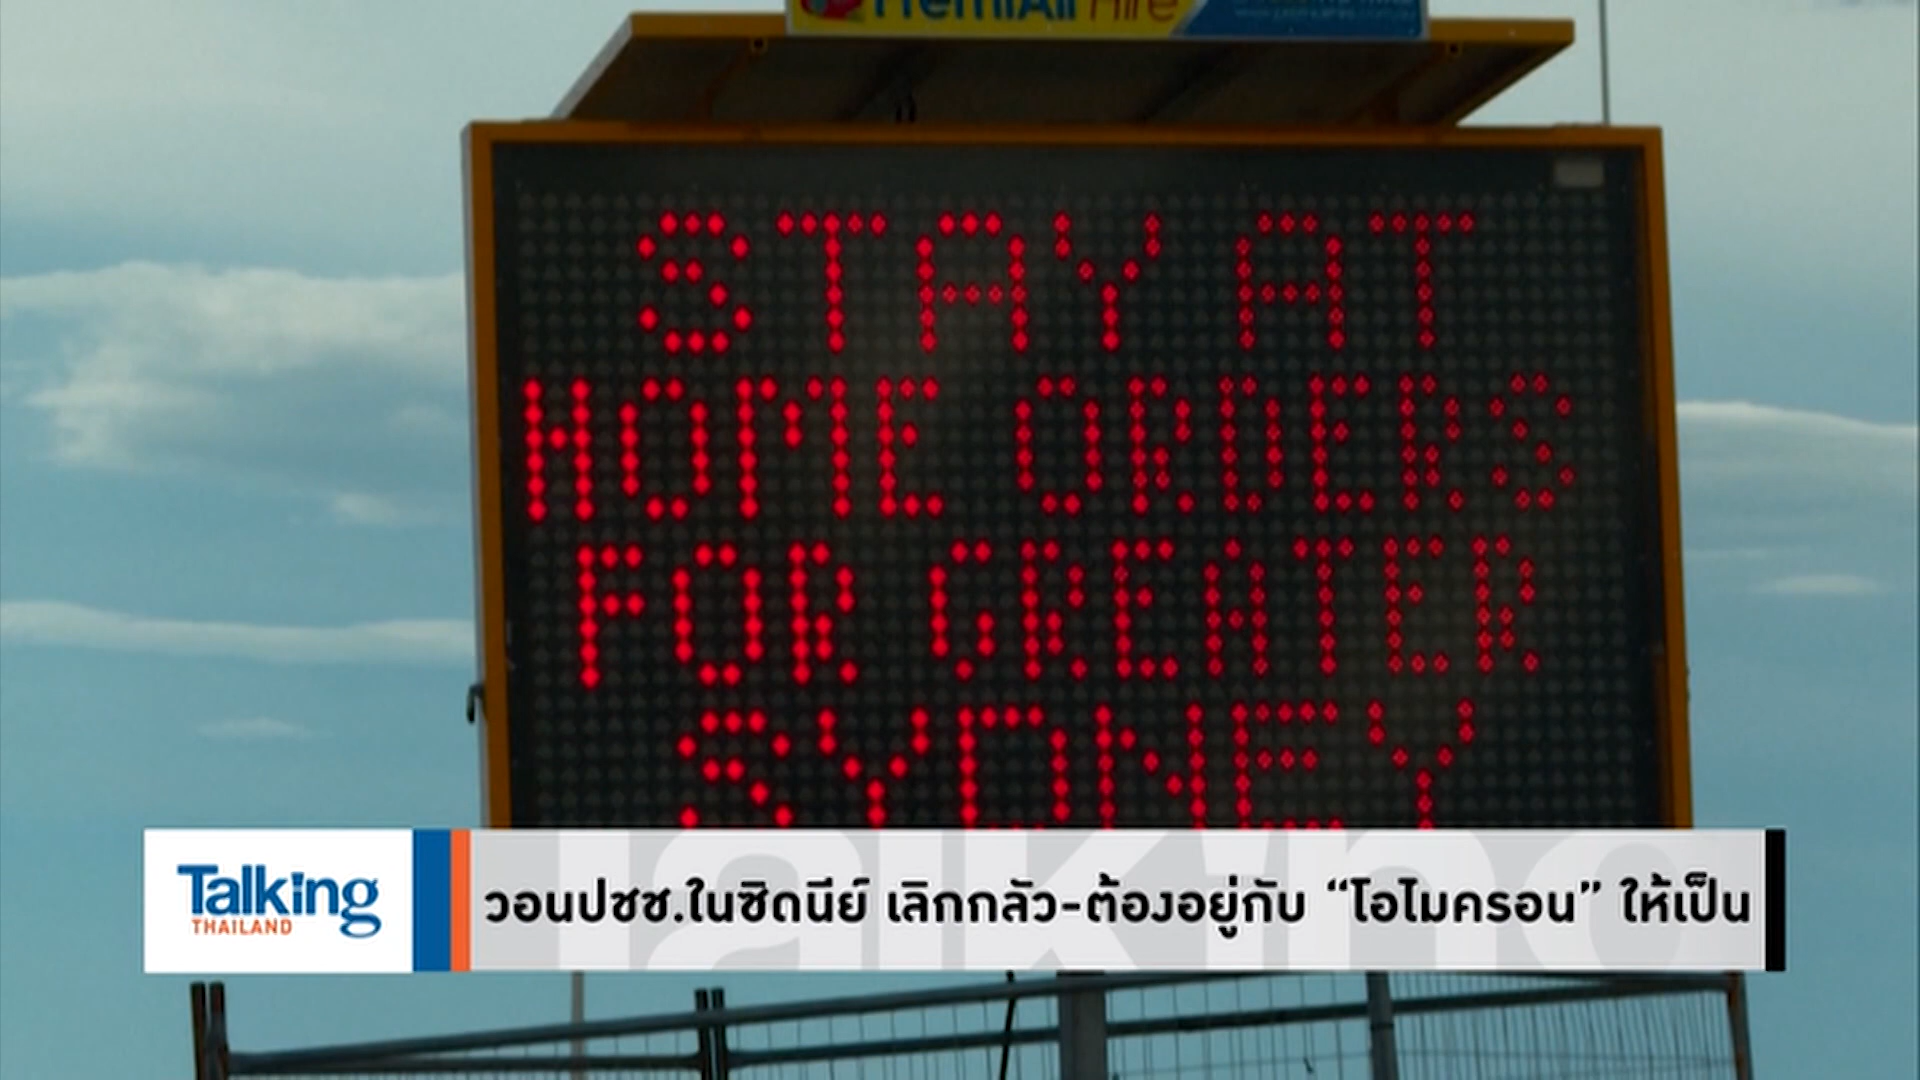 PremiAir Hire
STAY AT
HOME ORDERS
FOR GREATER
SYDNEY
Talking
THAILAND
วอนปชช.ในซิดนีย์ เลิกกลัว-ต้องอยู่กับ “โอไมครอน” ให้เป็น